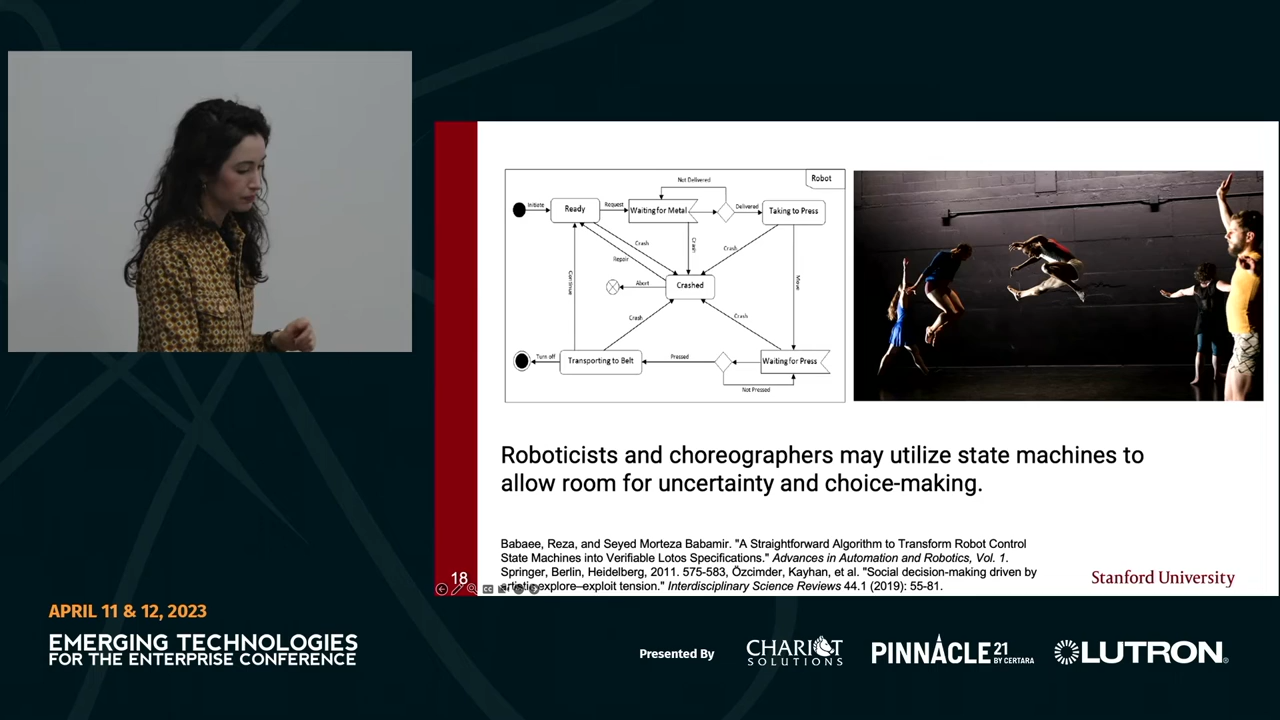 Robot
Not Delivered
Initiate
Ready
Request
Waiting for Metal
Delivered
Taking to Press
Crash
Crash
Crash
Repair
Continue
Abort
Crashed
Move
Crash
Crash
Turn off
Transporting to Belt
Pressed
Waiting for Press
Not Pressed
Roboticists and choreographers may utilize state machines to
allow room for uncertainty and choice-making.
Babaee, Reza, and Seyed Morteza Babamir. "A Straightforward Algorithm to Transform Robot Control
State Machines into Verifiable Lotos Specifications." Advances in Automation and Robotics, Vol. 1.
Springer, Berlin, Heidelberg, 2011. 575-583, Özcimder, Kayhan, et al. "Social decision-making driven by
artistic explore–exploit tension." Interdisciplinary Science Reviews 44.1 (2019): 55-81.
18
Stanford University
APRIL 11 & 12, 2023
EMERGING TECHNOLOGIES
FOR THE ENTERPRISE CONFERENCE
Presented By
CHARIOT
SOLUTIONS
PINNACLE 21
BY CERTARA
LUTRON®